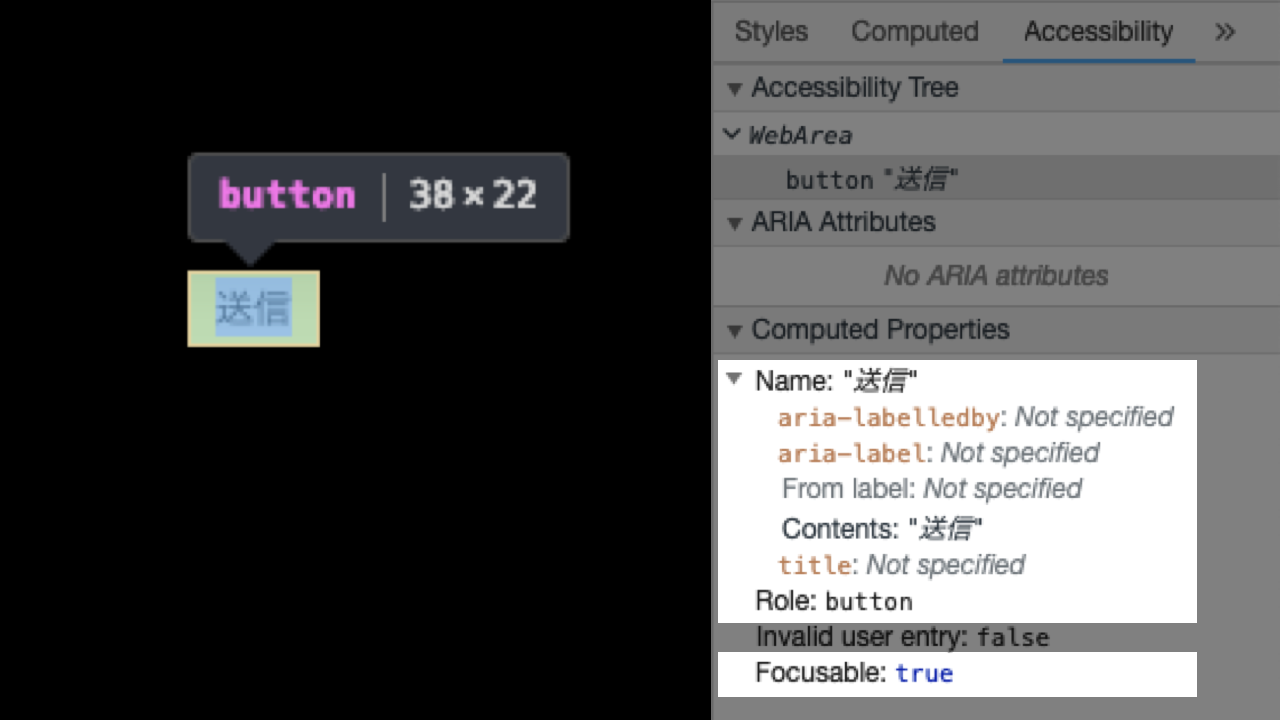 button 38 × 22
送信
Styles Computed Accessibility »
Accessibility Tree
WebArea
button "送信"
ARIA Attributes
No ARIA attributes
Computed Properties
Name: "送信"
aria-labelledby: Not specified
aria-label: Not specified
From label: Not specified
Contents: "送信"
title: Not specified
Role: button
Invalid user entry: false
Focusable: true